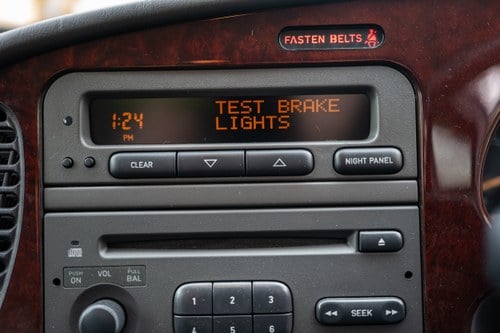 FASTEN BELTS
TEST BRAKE
1:24 LIGHTS
PM
CLEAR
NIGHT PANEL
PUSH ON VOL PULL BAL
1 2 3
SEEK
4 5 6